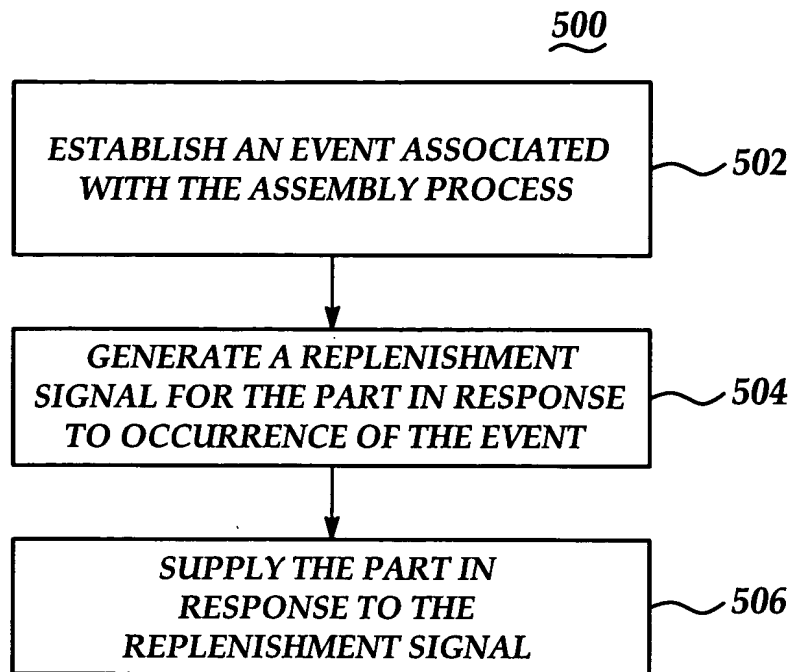 500
ESTABLISH AN EVENT ASSOCIATED
WITH THE ASSEMBLY PROCESS
502
GENERATE A REPLENISHMENT
SIGNAL FOR THE PART IN RESPONSE
TO OCCURRENCE OF THE EVENT
504
SUPPLY THE PART IN
RESPONSE TO THE
REPLENISHMENT SIGNAL
506